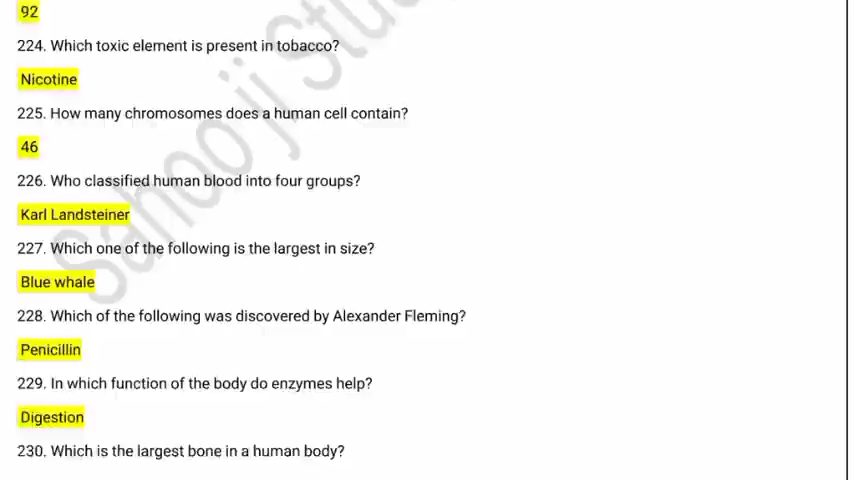 92
224. Which toxic element is present in tobacco?
Nicotine
225. How many chromosomes does a human cell contain?
46
226. Who classified human blood into four groups?
Karl Landsteiner
227. Which one of the following is the largest in size?
Blue whale
228. Which of the following was discovered by Alexander Fleming?
Penicillin
229. In which function of the body do enzymes help?
Digestion
230. Which is the largest bone in a human body?
Sahoo ji